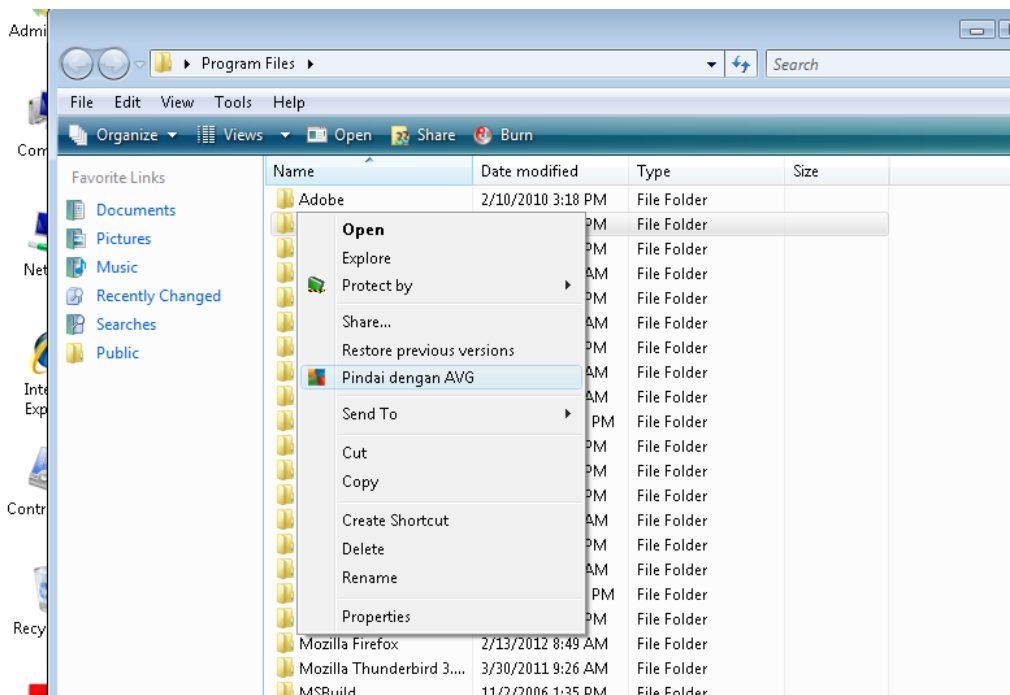 Admi
Program Files
Search
File Edit View Tools Help
Organize Views Open Share Burn
Com
Favorite Links
Name Date modified Type Size
Documents
Adobe 2/10/2010 3:18 PM File Folder
Open PM File Folder
Pictures
Explore PM File Folder
Net
Music
Protect by AM File Folder
Recently Changed
PM File Folder
Share... AM File Folder
Searches
Restore previous versions PM File Folder
Public
Pindai dengan AVG AM File Folder
Inte
Exp
AM File Folder
Send To PM File Folder
Cut PM File Folder
PM File Folder
Copy PM File Folder
Contr
Create Shortcut AM File Folder
Delete PM File Folder
Rename AM File Folder
PM File Folder
Recy
Properties PM File Folder
Mozilla Firefox 2/13/2012 8:49 AM File Folder
Mozilla Thunderbird 3.... 3/30/2011 9:26 AM File Folder
MSBuild 11/2/2006 1:35 PM File Folder